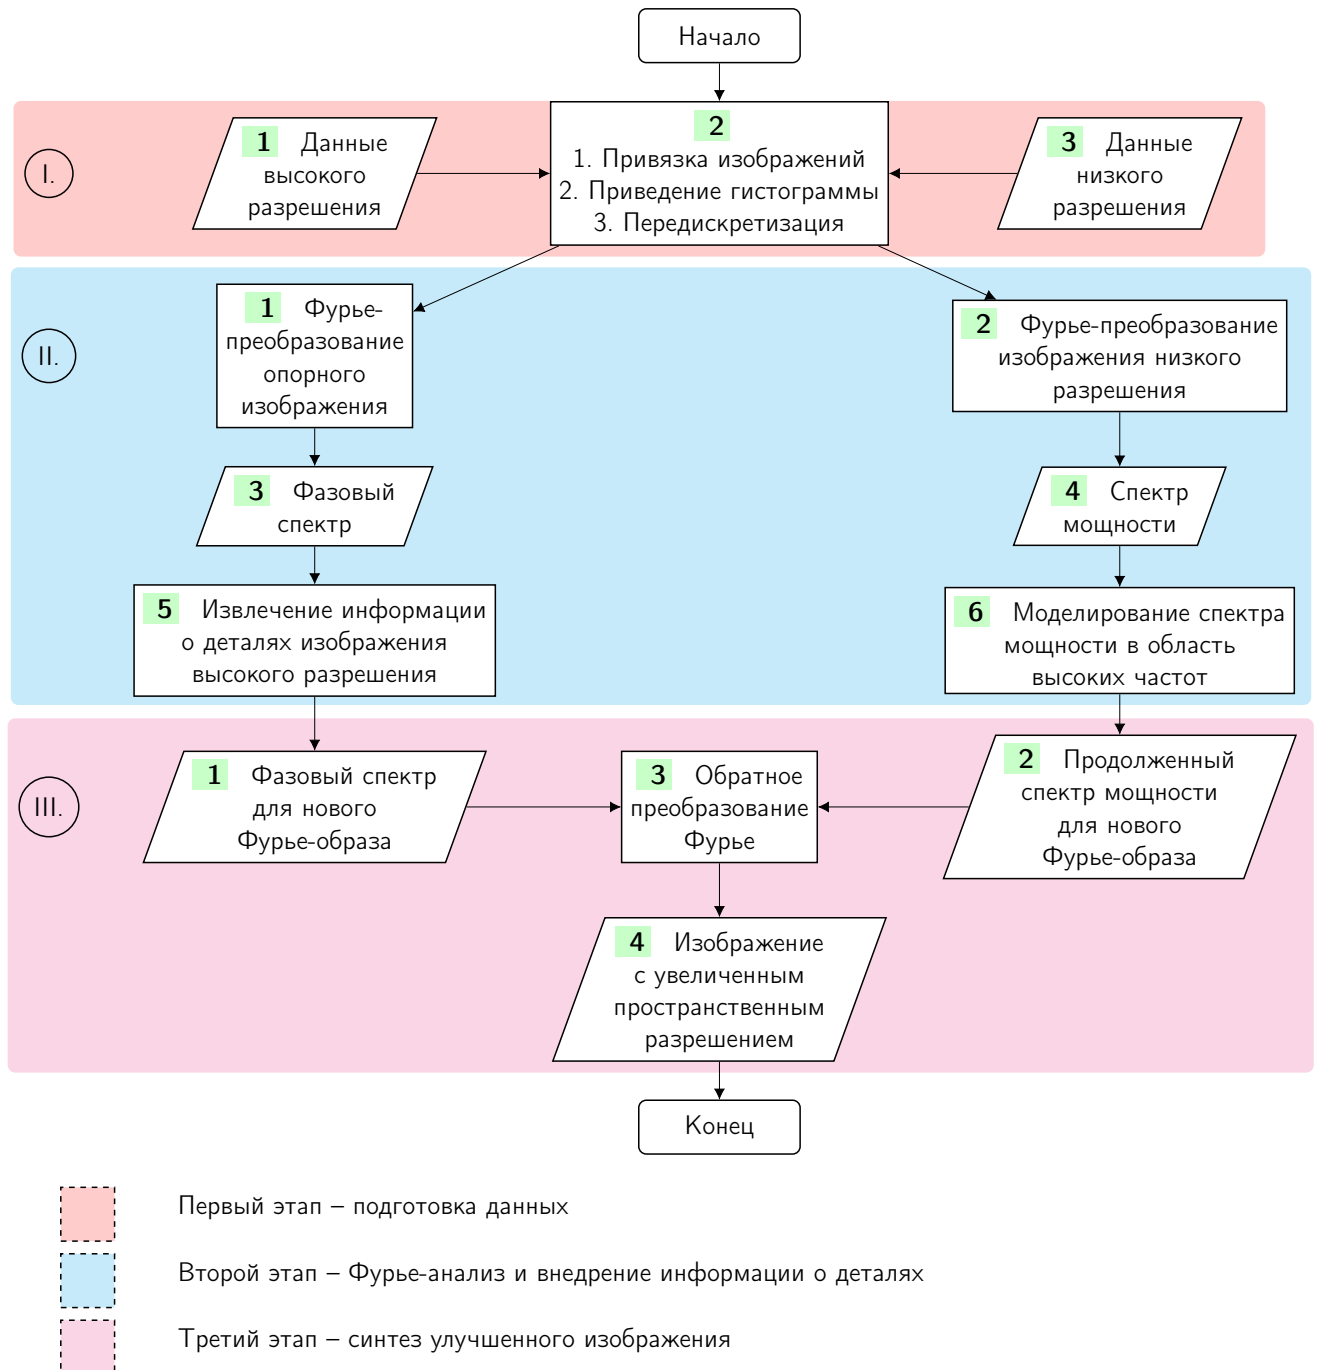 Начало
I.
1 Данные
высокого
разрешения
2
1. Привязка изображений
2. Приведение гистограммы
3. Передискретизация
3 Данные
низкого
разрешения
II.
1 Фурье-
преобразование
опорного
изображения
2 Фурье-преобразование
изображения низкого
разрешения
3 Фазовый
спектр
4 Спектр
мощности
5 Извлечение информации
о деталях изображения
высокого разрешения
6 Моделирование спектра
мощности в область
высоких частот
III.
1 Фазовый спектр
для нового
Фурье-образа
3 Обратное
преобразование
Фурье
2 Продолженный
спектр мощности
для нового
Фурье-образа
4 Изображение
с увеличенным
пространственным
разрешением
Конец
Первый этап – подготовка данных
Второй этап – Фурье-анализ и внедрение информации о деталях
Третий этап – синтез улучшенного изображения